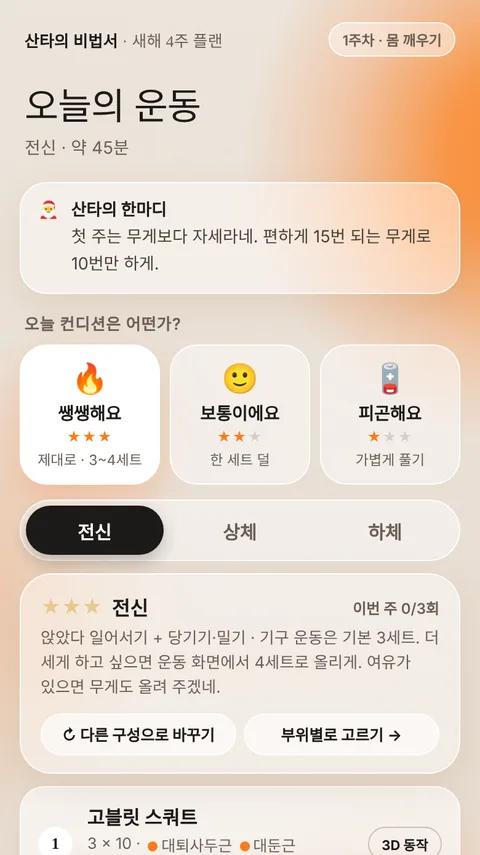 산타의 비법서 · 새해 4주 플랜
1주차 · 몸 깨우기
오늘의 운동
전신 · 약 45분
산타의 한마디
첫 주는 무게보다 자세라네. 편하게 15번 되는 무게로
10번만 하게.
오늘 컨디션은 어떤가?
쌩쌩해요
★★★
제대로 · 3~4세트
보통이에요
★★★
한 세트 덜
피곤해요
★★★
가볍게 풀기
전신
상체
하체
★★★ 전신
이번 주 0/3회
앉았다 일어서기 + 당기기·밀기 · 기구 운동은 기본 3세트. 더
세게 하고 싶으면 운동 화면에서 4세트로 올리게. 여유가
있으면 무게도 올려 주겠네.
↻ 다른 구성으로 바꾸기
부위별로 고르기 →
1
고블릿 스쿼트
3 × 10 · ● 대퇴사두근 ● 대둔근
3D 동작